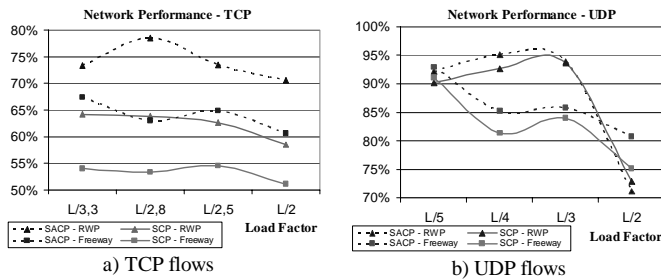 Network Performance - TCP
80%
75%
70%
65%
60%
55%
50%
L/3,3
L/2,8
L/2,5
L/2
Load Factor
SACP - RWP
SCP - RWP
SACP - Freeway
SCP - Freeway
a) TCP flows
Network Performance - UDP
95%
90%
85%
80%
75%
70%
L/5
L/4
L/3
L/2
Load Factor
SACP - RWP
SCP - RWP
SACP - Freeway
SCP - Freeway
b) UDP flows